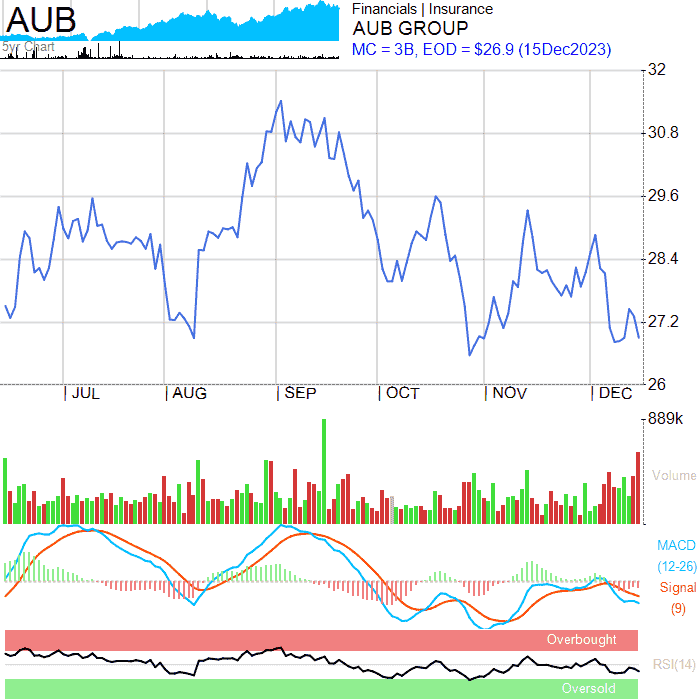 AUB
5yr Chart
Financials | Insurance
AUB GROUP
MC = 3B, EOD = $26.9 (15Dec2023)
32
30.8
29.6
28.4
27.2
26
| JUL | AUG | SEP | OCT | NOV | DEC
889k
Volume
MACD
(12-26)
Signal
(9)
Overbought
RSI(14)
Oversold